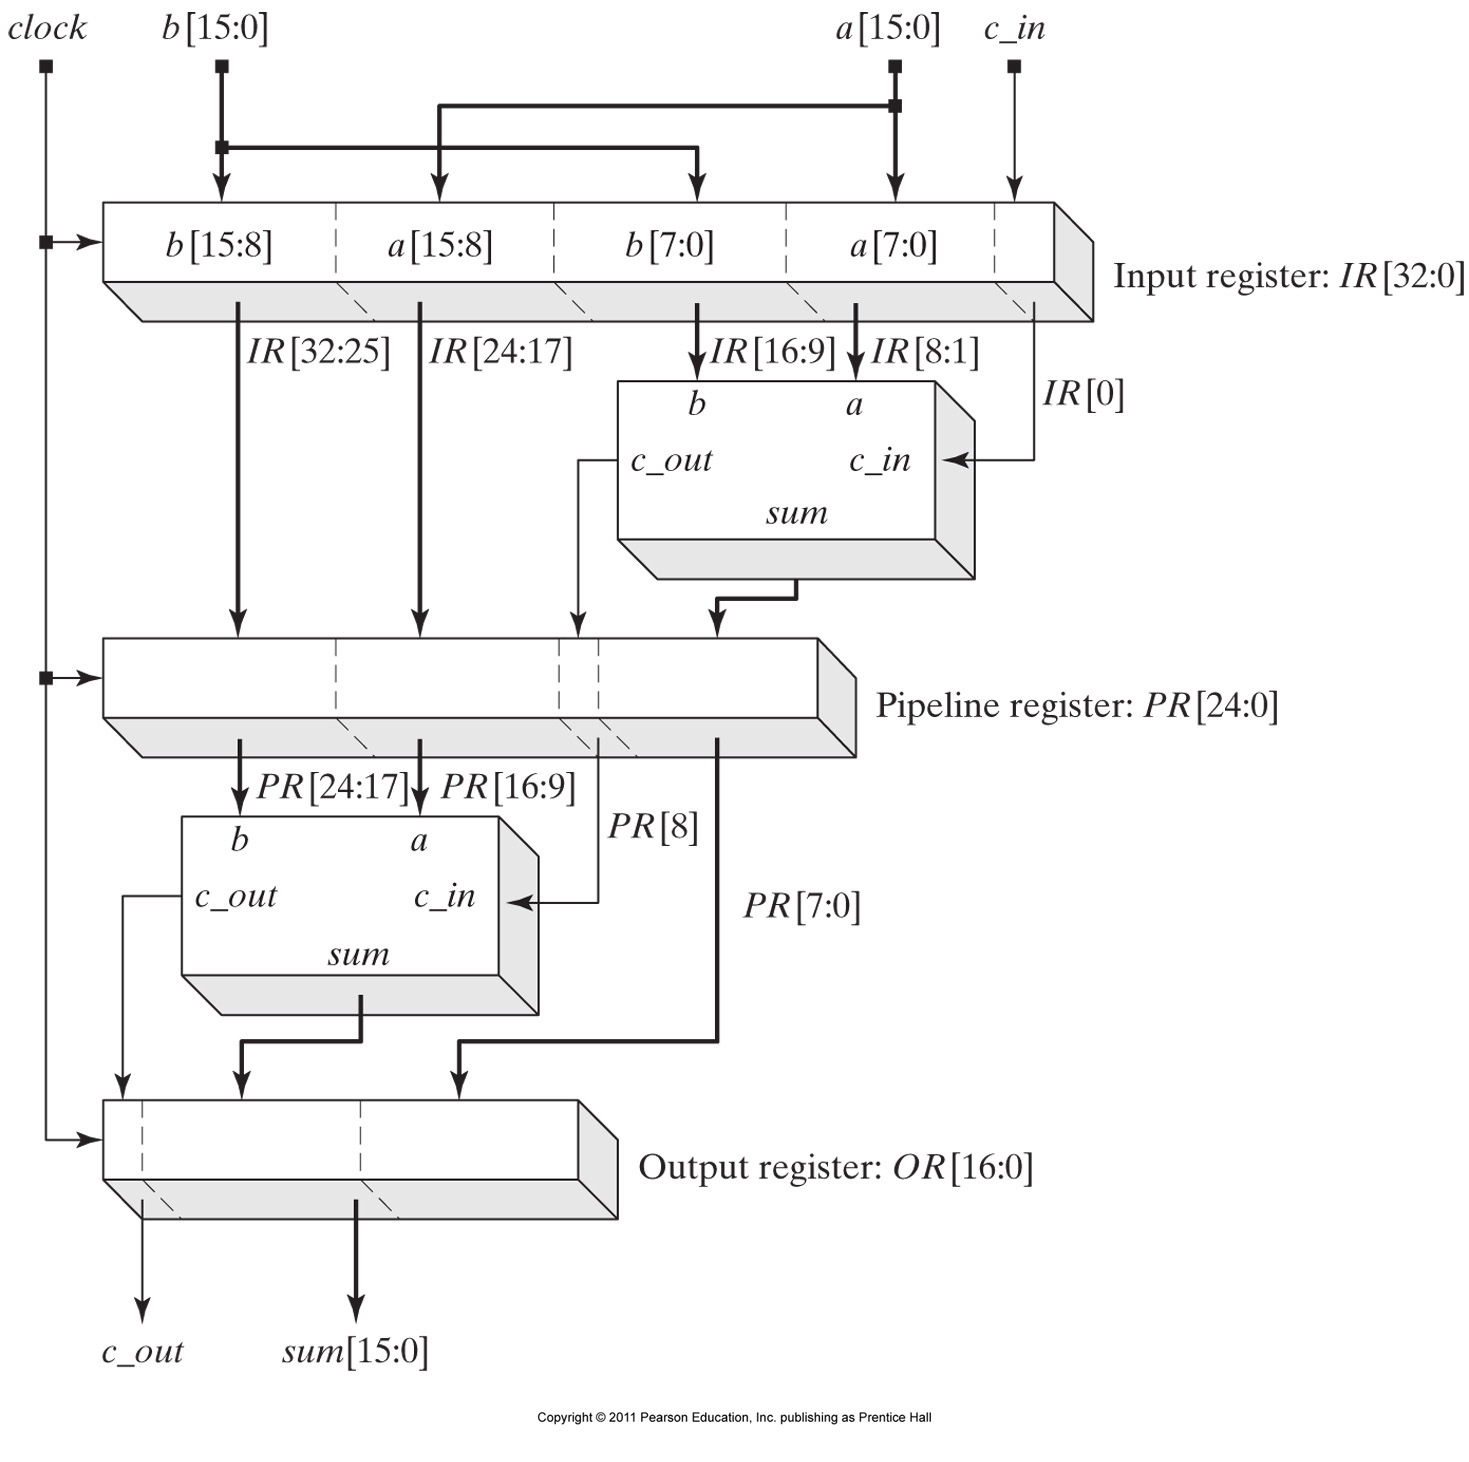 clock b[15:0] a[15:0] c_in
b[15:8] a[15:8] b[7:0] a[7:0]
Input register: IR[32:0]
IR[32:25] IR[24:17] IR[16:9] IR[8:1]
IR[0]
b a
c_out c_in
sum
Pipeline register: PR[24:0]
PR[24:17] PR[16:9]
PR[8]
b a
c_out c_in
PR[7:0]
sum
Output register: OR[16:0]
c_out sum[15:0]
Copyright © 2011 Pearson Education, Inc. publishing as Prentice Hall